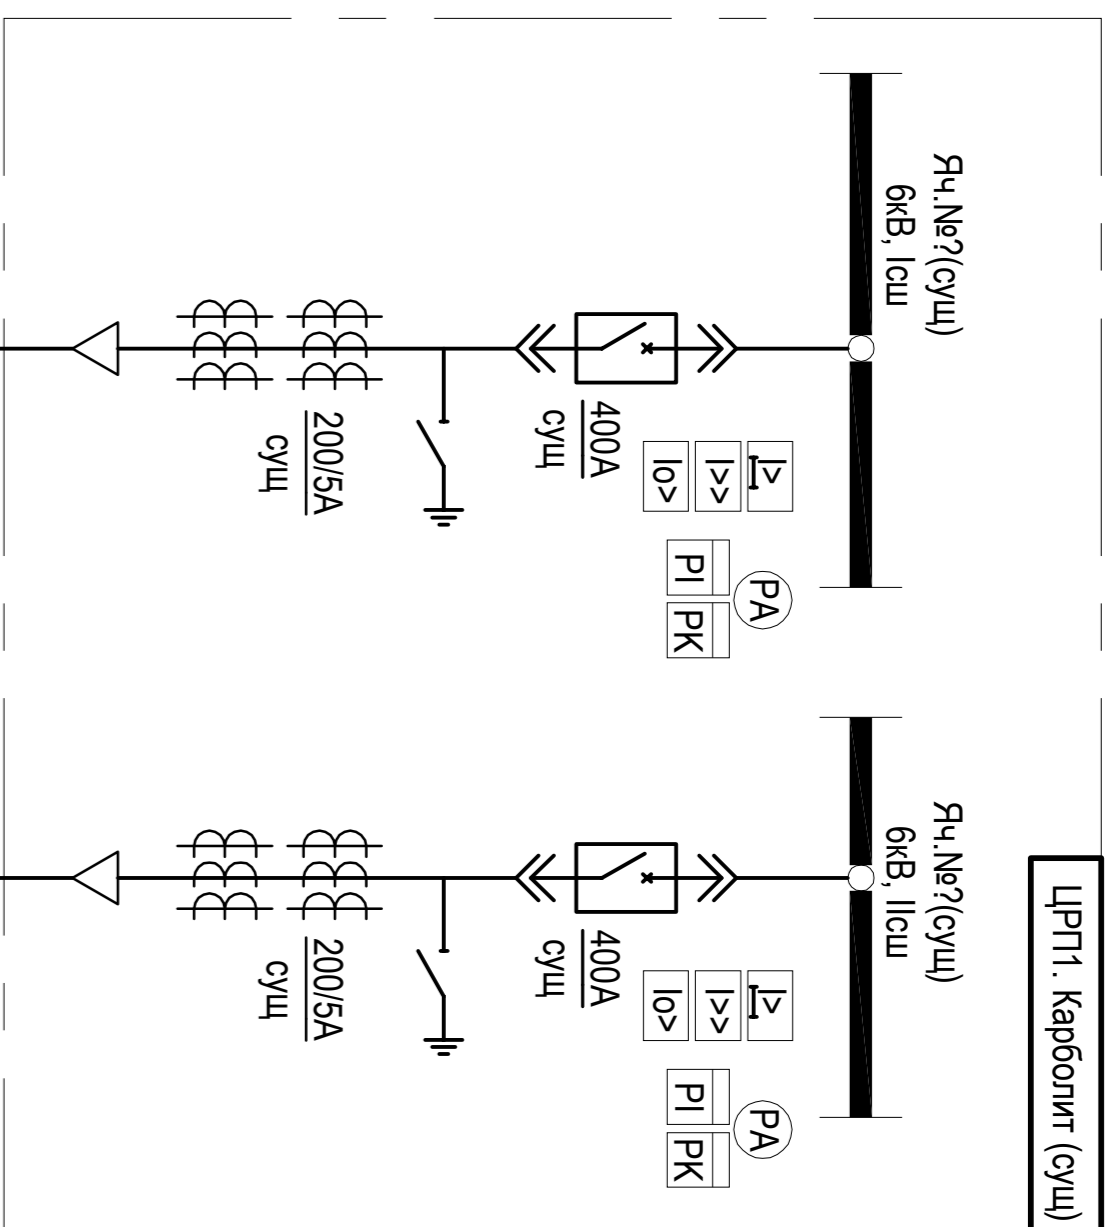 ЦРП1. Карболит (сущ)
Яч.№?(сущ)
6кВ, Iсш
I>
I>>
Io>
PA
PI
PK
400А
сущ
200/5А
сущ
Яч.№?(сущ)
6кВ, IIсш
I>
I>>
Io>
PA
PI
PK
400А
сущ
200/5А
сущ